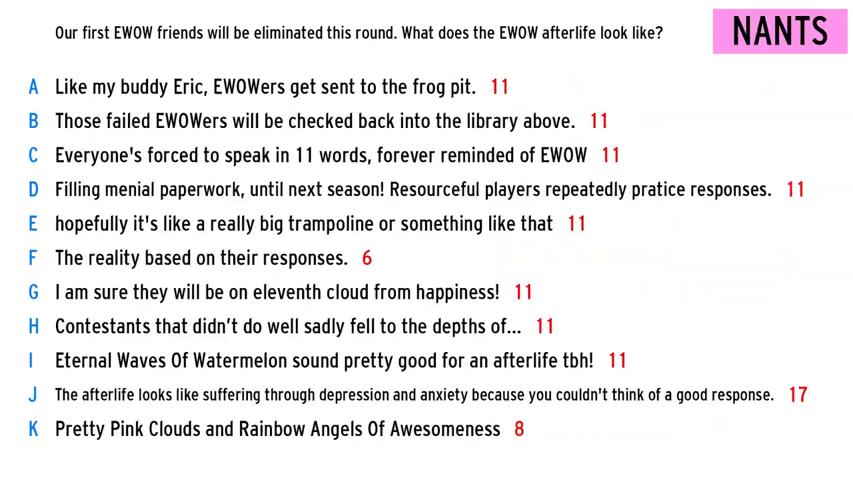 Our first EWOW friends will be eliminated this round. What does the EWOW afterlife look like?
NANTS
A Like my buddy Eric, EWOWers get sent to the frog pit. 11
B Those failed EWOWers will be checked back into the library above. 11
C Everyone's forced to speak in 11 words, forever reminded of EWOW 11
D Filling menial paperwork, until next season! Resourceful players repeatedly pratice responses. 11
E hopefully it's like a really big trampoline or something like that 11
F The reality based on their responses. 6
G I am sure they will be on eleventh cloud from happiness! 11
H Contestants that didn't do well sadly fell to the depths of... 11
I Eternal Waves Of Watermelon sound pretty good for an afterlife tbh! 11
J The afterlife looks like suffering through depression and anxiety because you couldn't think of a good response. 17
K Pretty Pink Clouds and Rainbow Angels Of Awesomeness 8